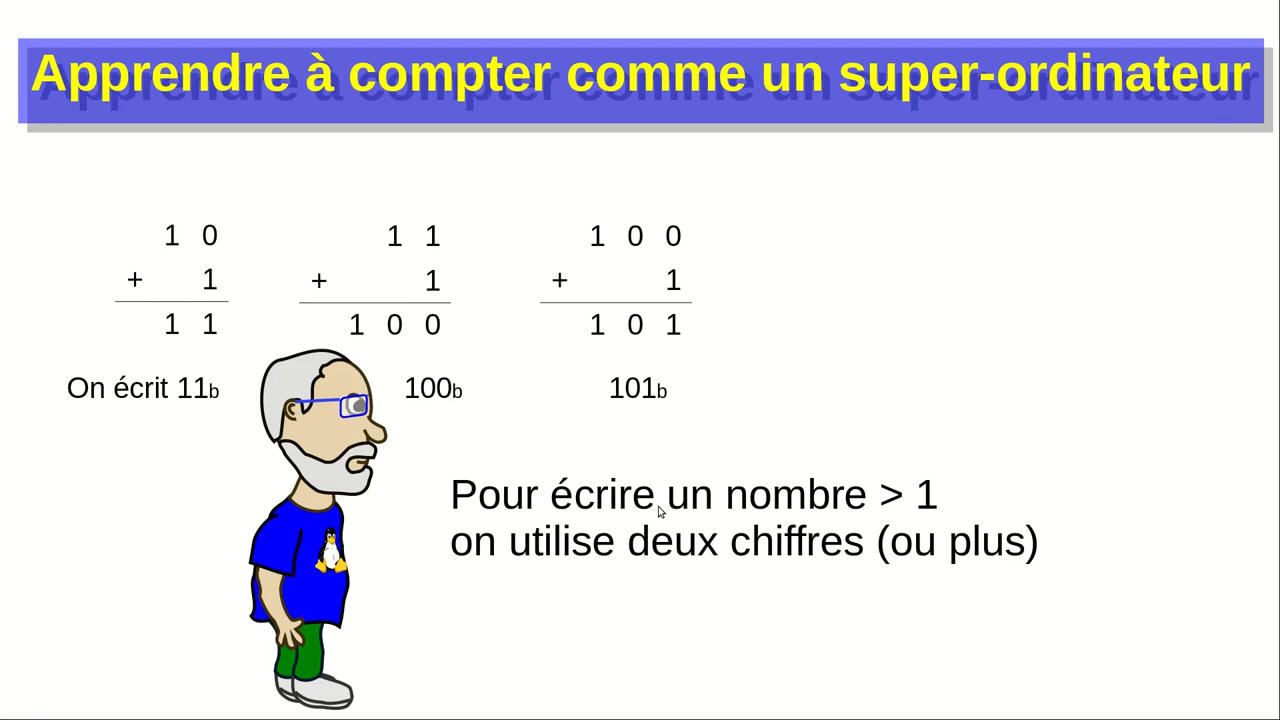 Apprendre à compter comme un super-ordinateur
1 0
+ 1
1 1
On écrit 11b
1 1
+ 1
1 0 0
100b
1 0 0
+ 1
1 0 1
101b
Pour écrire un nombre > 1
on utilise deux chiffres (ou plus)